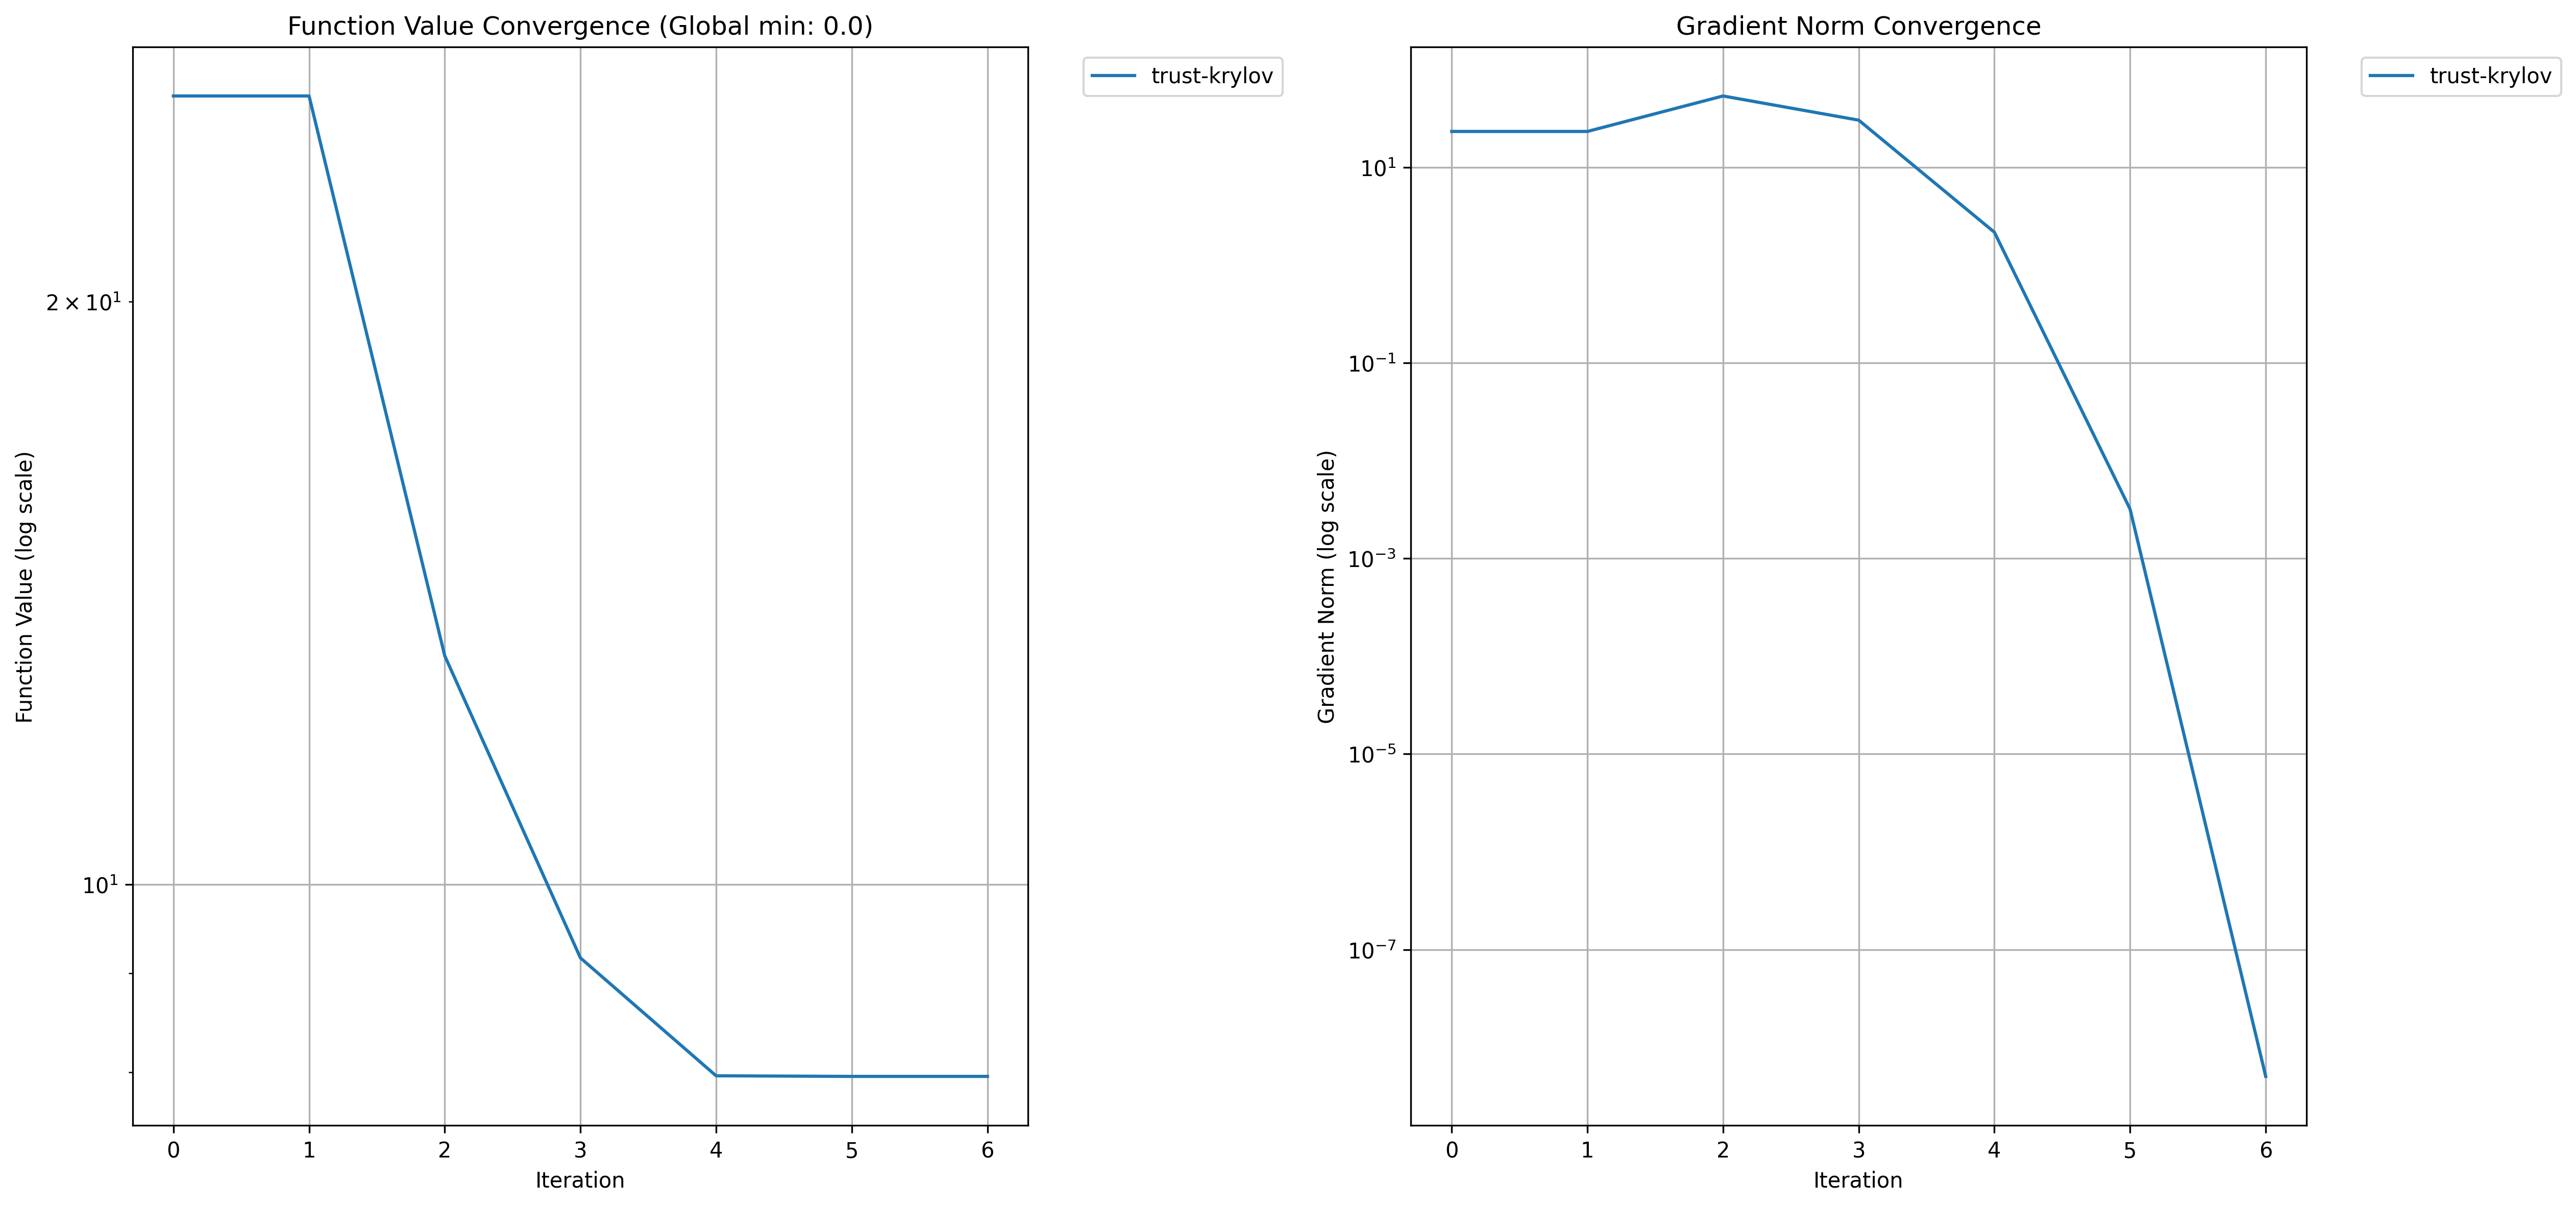 Function Value Convergence (Global min: 0.0)
trust-krylov
2 × 10¹
10¹
Function Value (log scale)
0 1 2 3 4 5 6
Iteration
Gradient Norm Convergence
trust-krylov
10¹
10⁻¹
10⁻³
10⁻⁵
10⁻⁷
Gradient Norm (log scale)
0 1 2 3 4 5 6
Iteration